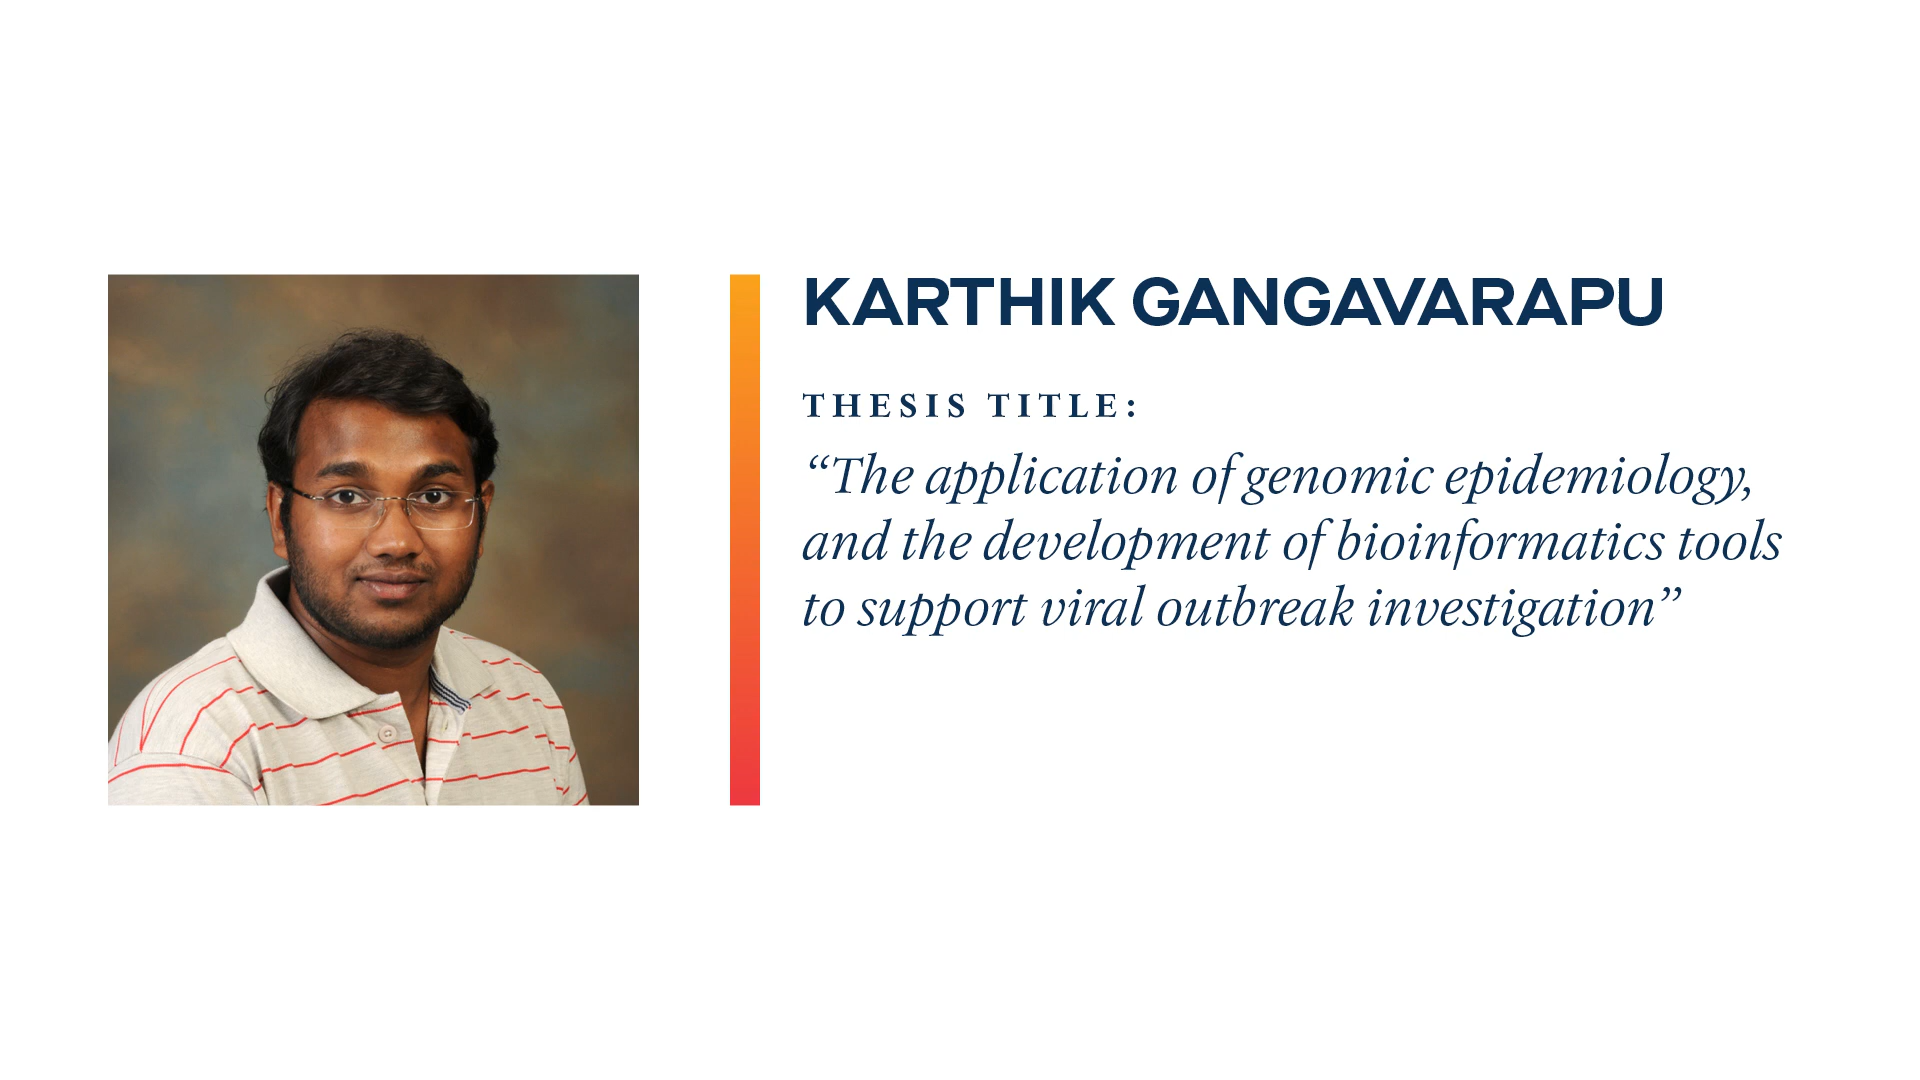 KARTHIK GANGAVARAPU
THESIS TITLE:
“The application of genomic epidemiology,
and the development of bioinformatics tools
to support viral outbreak investigation”